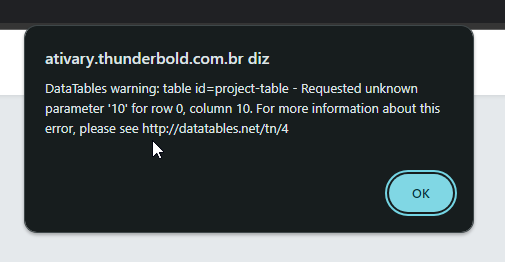 ativary.thunderbold.com.br diz
DataTables warning: table id=project-table - Requested unknown
parameter '10' for row 0, column 10. For more information about this
error, please see http://datatables.net/tn/4
OK